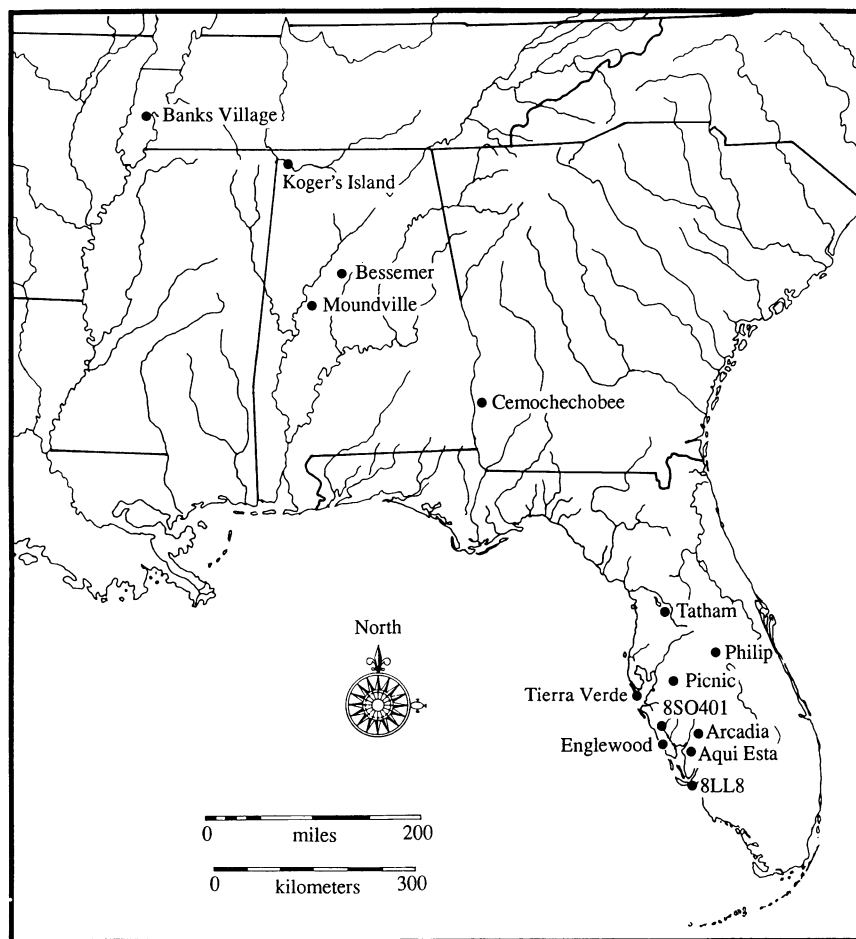 Banks Village
Koger's Island
Bessemer
Moundville
Cemochechobee
Tatham
North
Philip
Picnic
Tierra Verde
8SO401
Arcadia
Englewood
Aqui Esta
8LL8
0 miles 200
0 kilometers 300